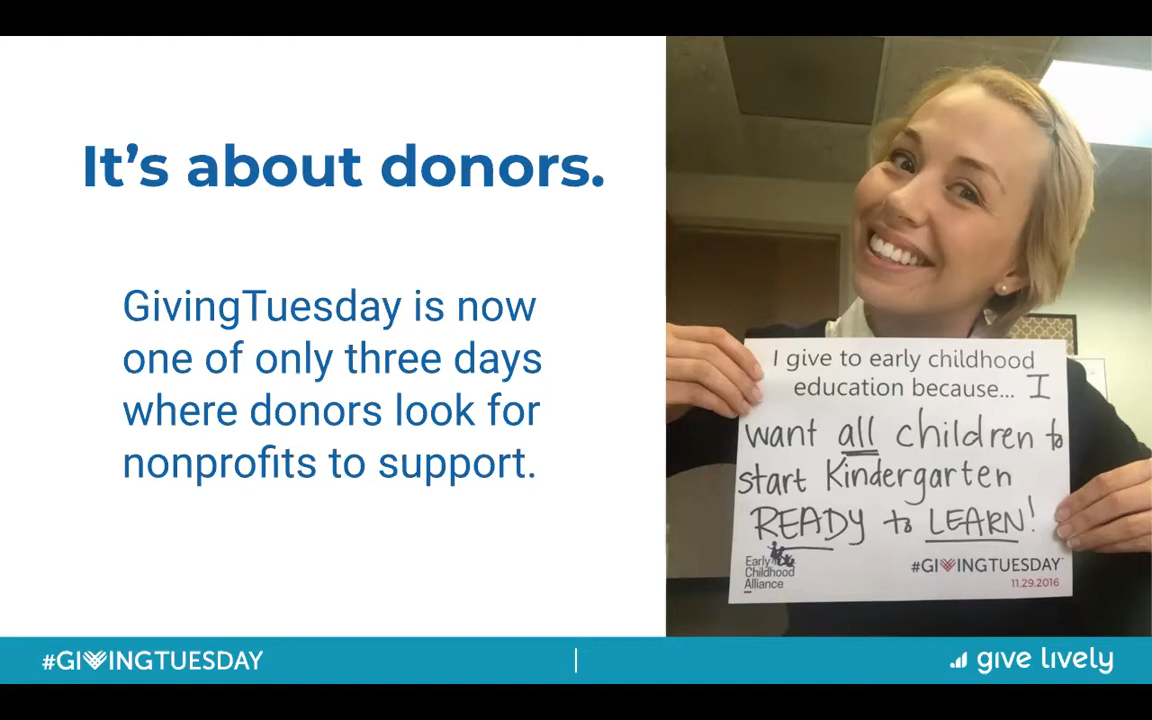 It's about donors.
GivingTuesday is now
one of only three days
where donors look for
nonprofits to support.
I give to early childhood
education because... I
want all children to
start Kindergarten
READY to LEARN!
Early
Childhood
Alliance
#GIVINGTUESDAY
11.29.2016
#GIVINGTUESDAY
give lively